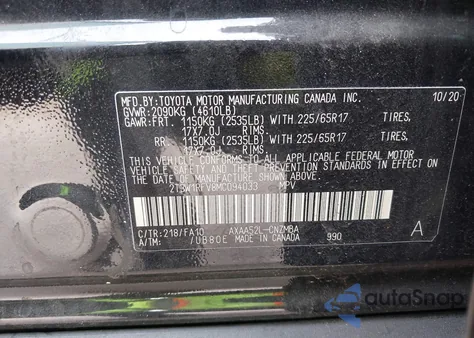 MFD.BY:TOYOTA MOTOR MANUFACTURING CANADA INC. 10/20
GVWR:2090KG (4610LB)
GAWR:FRT. 1150KG (2535LB) WITH 225/65R17 TIRES,
17X7.0J RIMS,
RR. 1150KG (2535LB) WITH 225/65R17 TIRES,
17X7.0J RIMS,
THIS VEHICLE CONFORMS TO ALL APPLICABLE FEDERAL MOTOR
VEHICLE SAFETY AND THEFT PREVENTION STANDARDS IN EFFECT
ON THE DATE OF MANUFACTURE SHOWN ABOVE.
MPV
C/TR:218/FA10 AXAA52L-CNZMBA
A/TM: /UB80E MADE IN CANADA 990 A
autoSnap